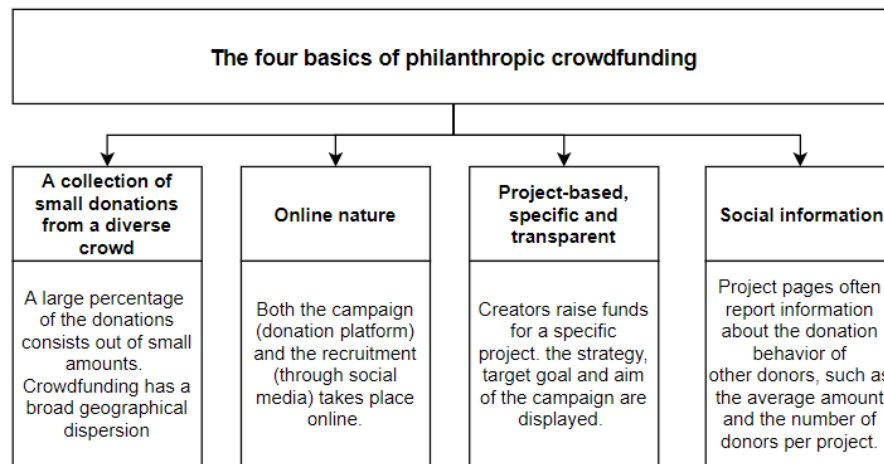 The four basics of philanthropic crowdfunding
A collection of
small donations
from a diverse
crowd
A large percentage
of the donations
consists out of small
amounts.
Crowdfunding has a
broad geographical
dispersion
Online nature
Both the campaign
(donation platform)
and the recruitment
(through social
media) takes place
online.
Project-based,
specific and
transparent
Creators raise funds
for a specific
project. the strategy,
target goal and aim
of the campaign are
displayed.
Social information
Project pages often
report information
about the donation
behavior of
other donors, such as
the average amount
and the number of
donors per project.